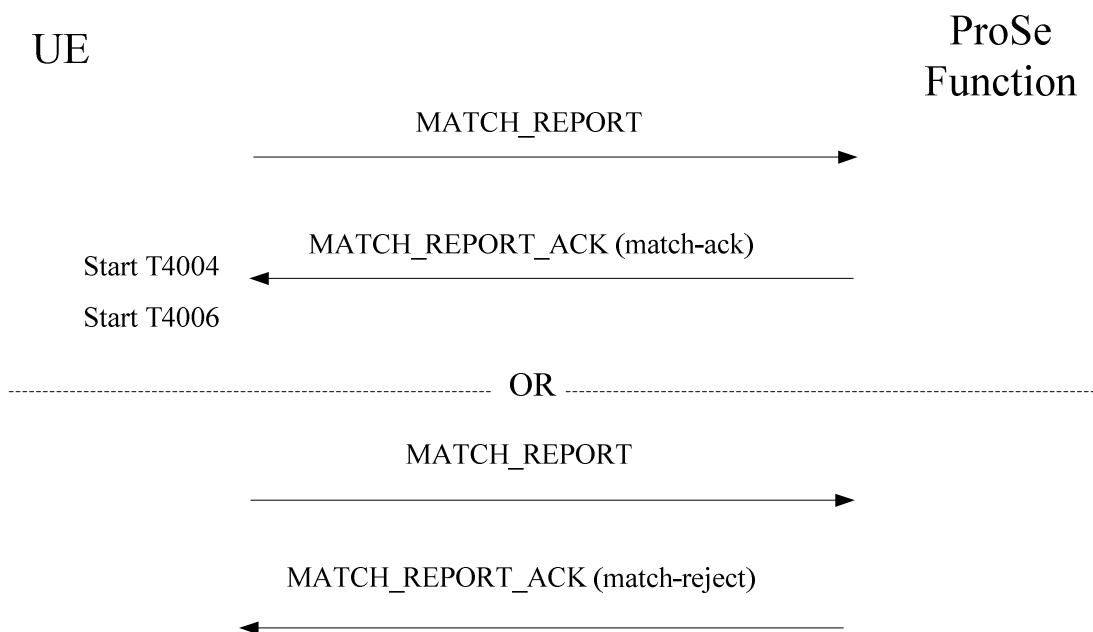 UE
ProSe
Function
MATCH_REPORT
MATCH_REPORT_ACK (match-ack)
Start T4004
Start T4006
OR
MATCH_REPORT
MATCH_REPORT_ACK (match-reject)